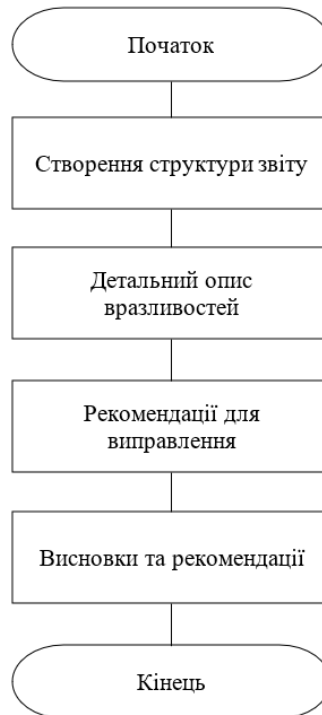 Початок
Створення структури звіту
Детальний опис
вразливостей
Рекомендації для
виправлення
Висновки та рекомендації
Кінець